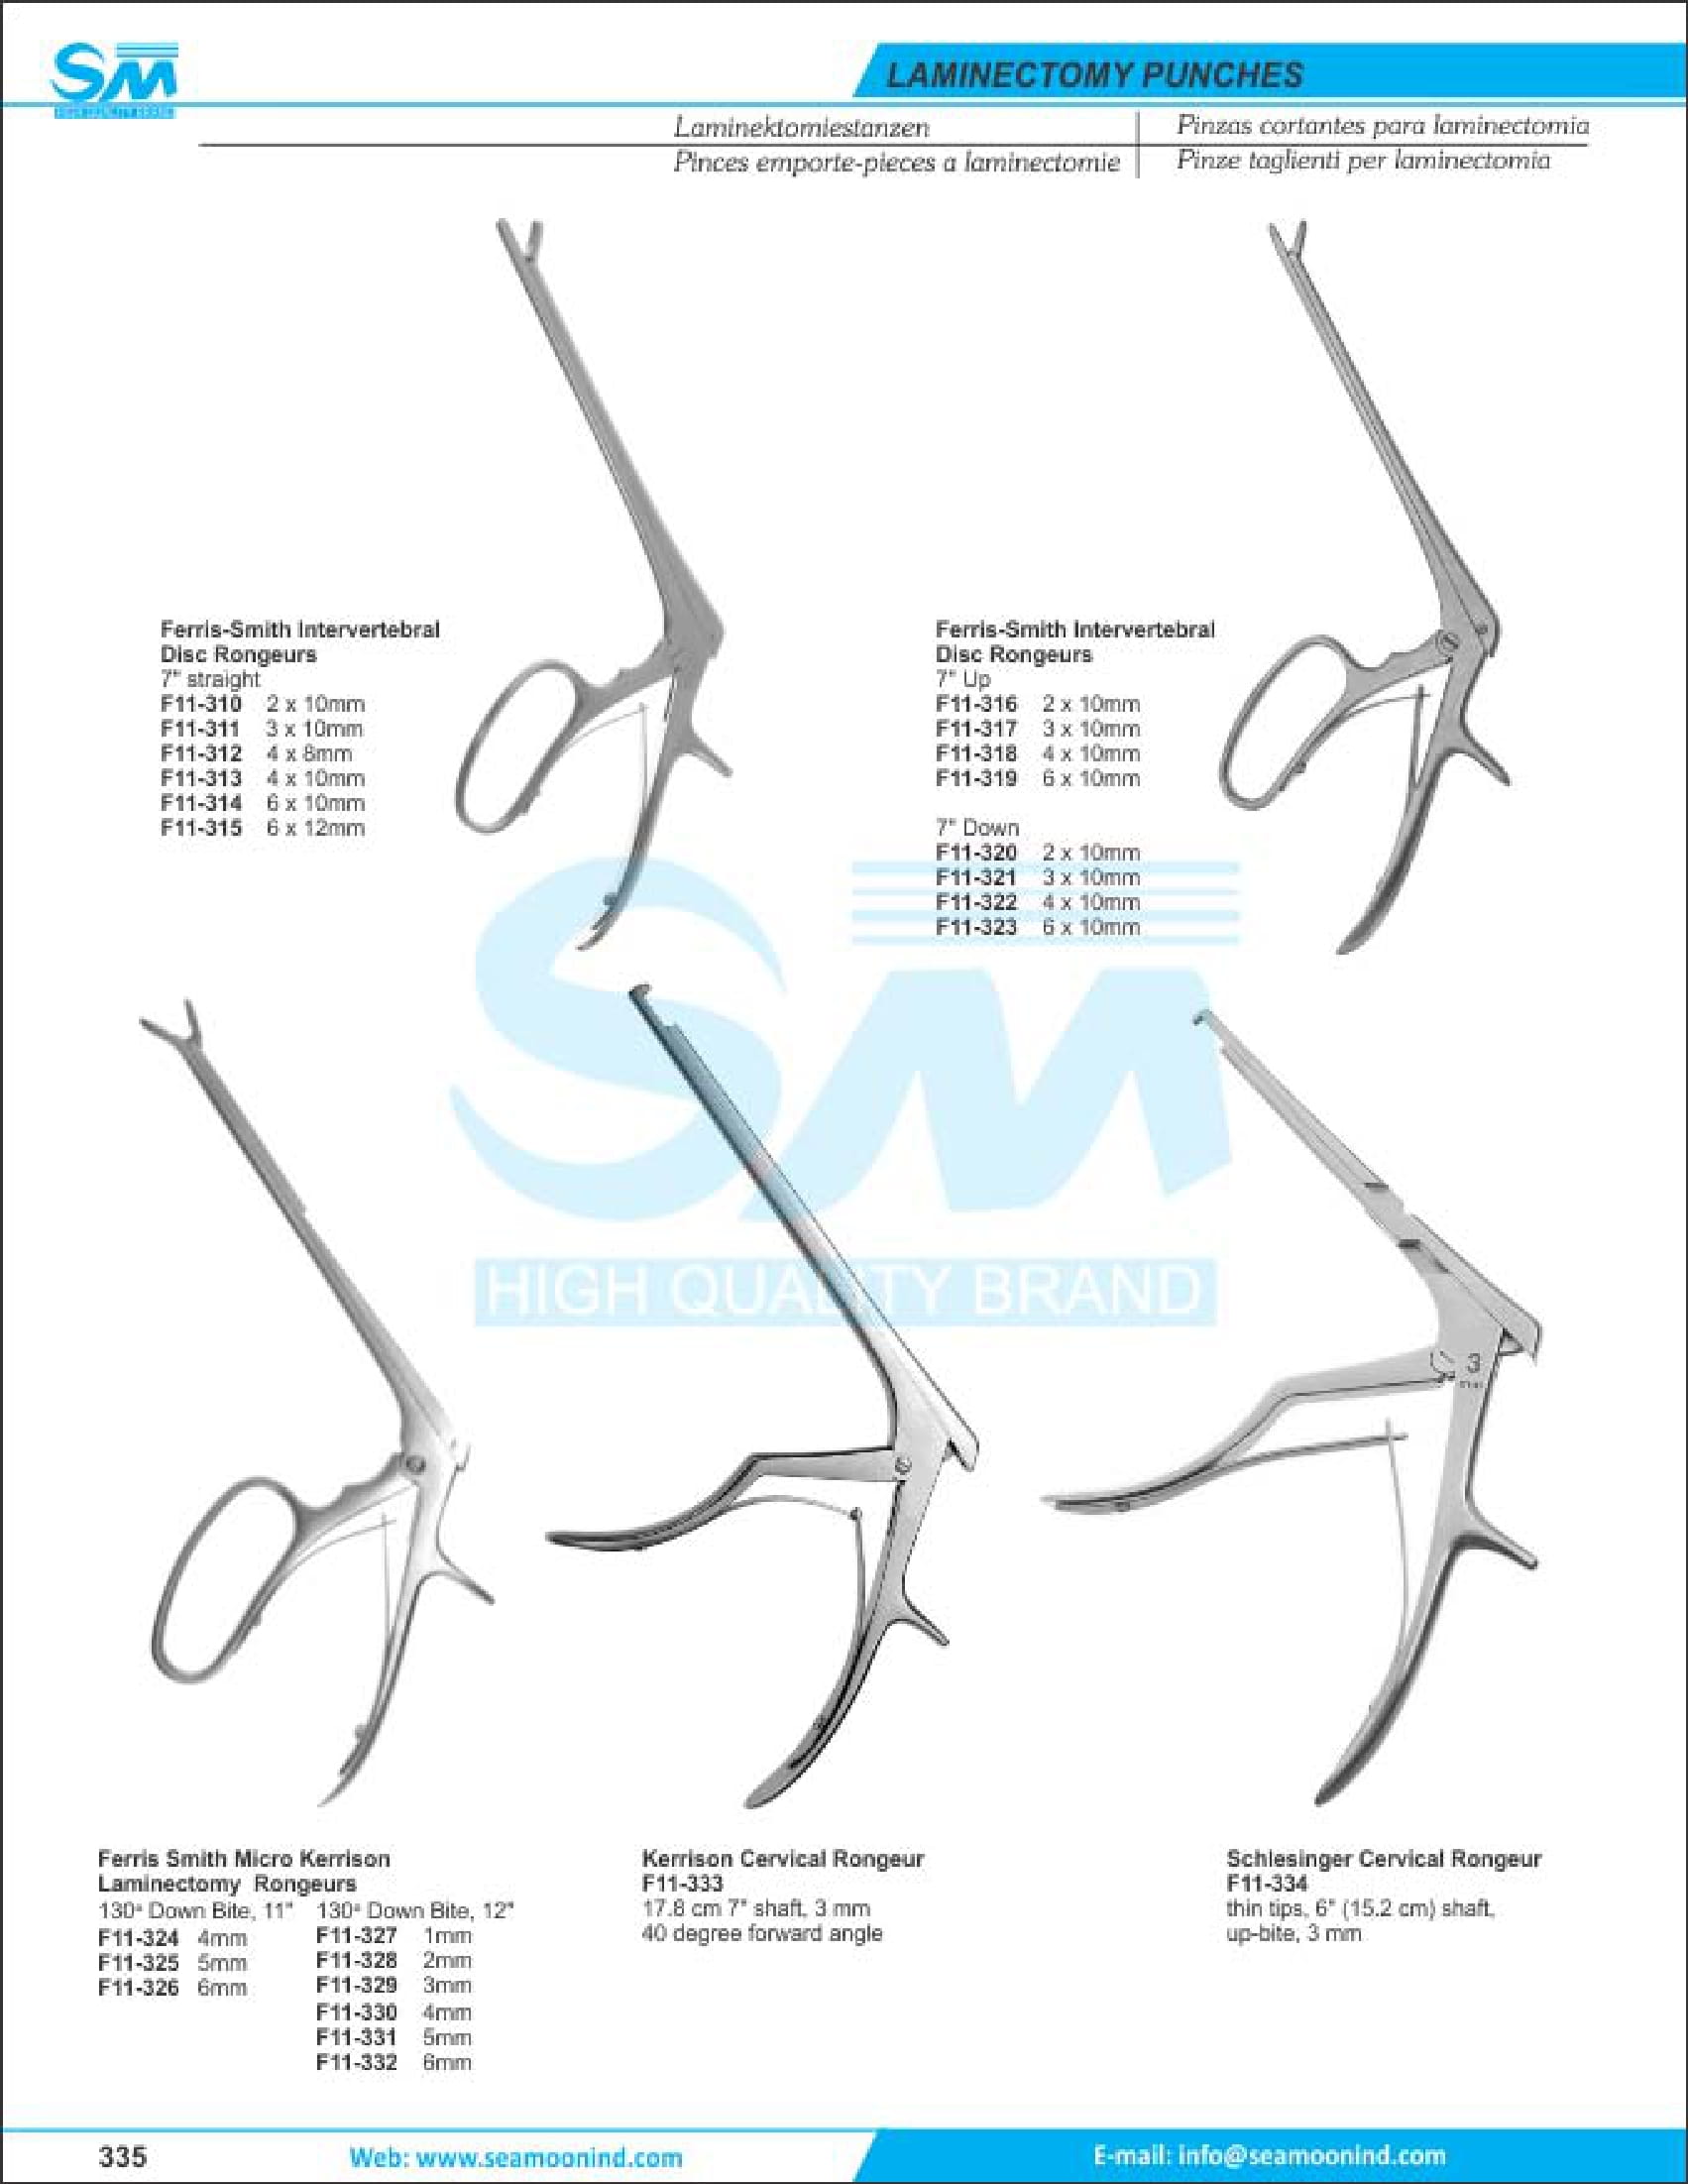 SM
HIGH QUALITY BRAND
LAMINECTOMY PUNCHES
Laminektomiestanzen
Pinces emporte-pieces a laminectomie
Pinzas cortantes para laminectomia
Pinze taglienti per laminectomia
Ferris-Smith Intervertebral
Disc Rongeurs
7" straight
F11-310 2 x 10mm
F11-311 3 x 10mm
F11-312 4 x 8mm
F11-313 4 x 10mm
F11-314 6 x 10mm
F11-315 6 x 12mm
Ferris-Smith Intervertebral
Disc Rongeurs
7" Up
F11-316 2 x 10mm
F11-317 3 x 10mm
F11-318 4 x 10mm
F11-319 6 x 10mm
7" Down
F11-320 2 x 10mm
F11-321 3 x 10mm
F11-322 4 x 10mm
F11-323 6 x 10mm
SM
HIGH QUALITY BRAND
3
Ferris Smith Micro Kerrison
Laminectomy Rongeurs
130° Down Bite, 11"
F11-324 4mm
F11-325 5mm
F11-326 6mm
130° Down Bite, 12"
F11-327 1mm
F11-328 2mm
F11-329 3mm
F11-330 4mm
F11-331 5mm
F11-332 6mm
Kerrison Cervical Rongeur
F11-333
17.8 cm 7" shaft, 3 mm
40 degree forward angle
Schlesinger Cervical Rongeur
F11-334
thin tips, 6" (15.2 cm) shaft,
up-bite, 3 mm
335
Web: www.seamoonind.com
E-mail: info@seamoonind.com